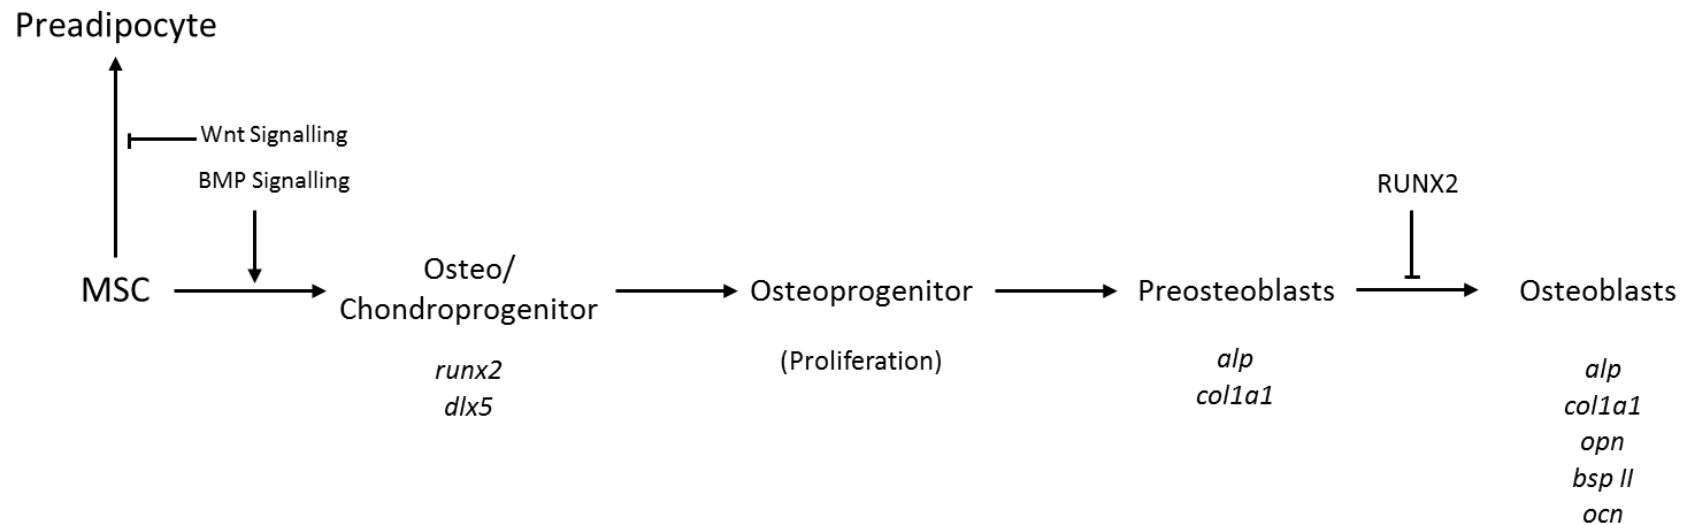 Preadipocyte
Wnt Signalling
BMP Signalling
RUNX2
MSC
Osteo/
Chondroprogenitor
Osteoprogenitor
Preosteoblasts
Osteoblasts
runx2
dlx5
(Proliferation)
alp
col1a1
alp
col1a1
opn
bsp II
ocn